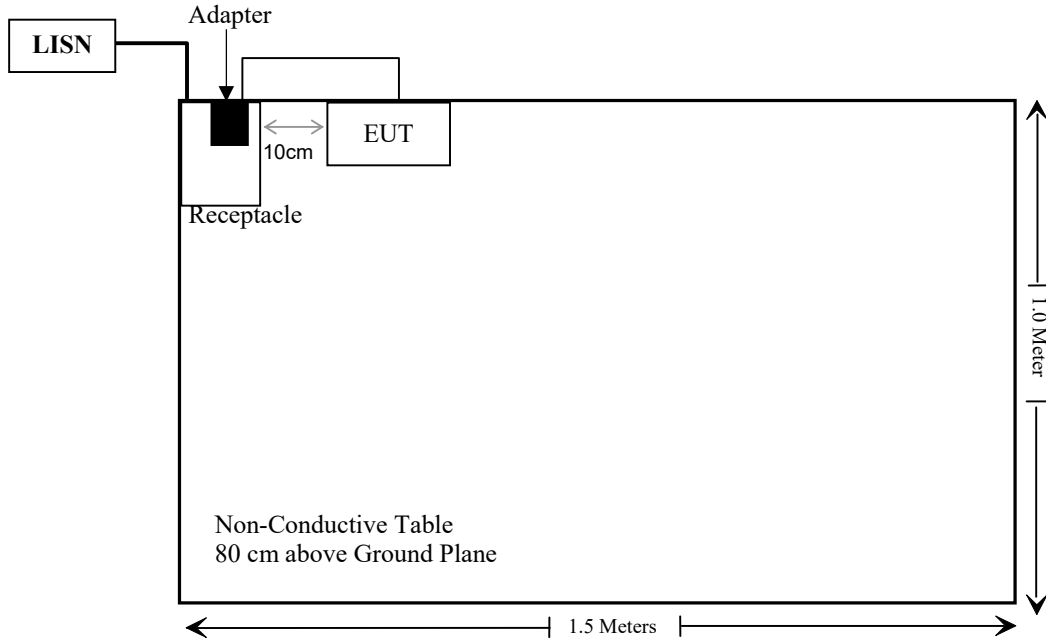 Adapter
LISN
EUT
10cm
Receptacle
1.0 Meter
Non-Conductive Table
80 cm above Ground Plane
1.5 Meters